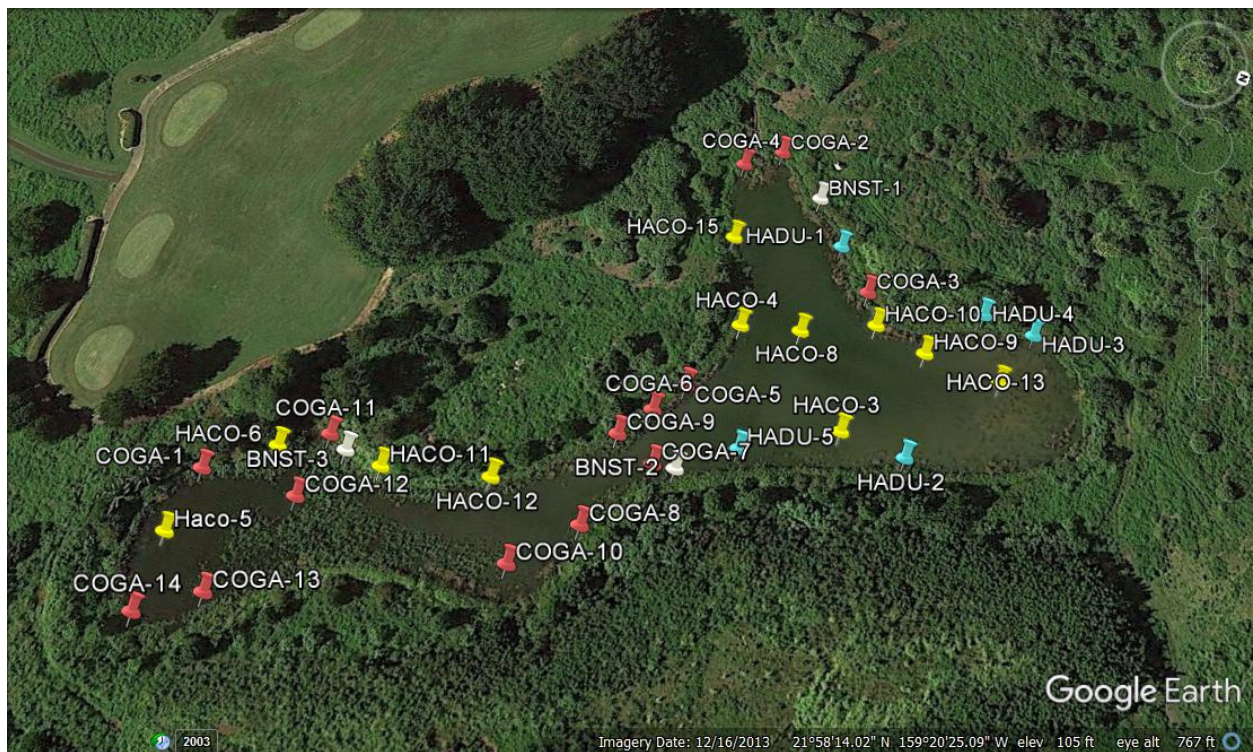 N
COGA-4
COGA-2
BNST-1
HACO-15
HADU-1
COGA-3
HACO-4
HACO-10
HADU-4
HACO-8
HACO-9
HADU-3
HACO-13
COGA-6
COGA-5
COGA-11
HACO-3
COGA-9
HACO-6
HADU-5
COGA-1
BNST-3
HACO-11
BNST-2
COGA-7
COGA-12
HACO-12
HADU-2
Haco-5
COGA-8
COGA-10
COGA-14
COGA-13
Google Earth
2003
Imagery Date: 12/16/2013 21°58'14.02" N 159°20'25.09" W elev 105 ft eye alt 767 ft